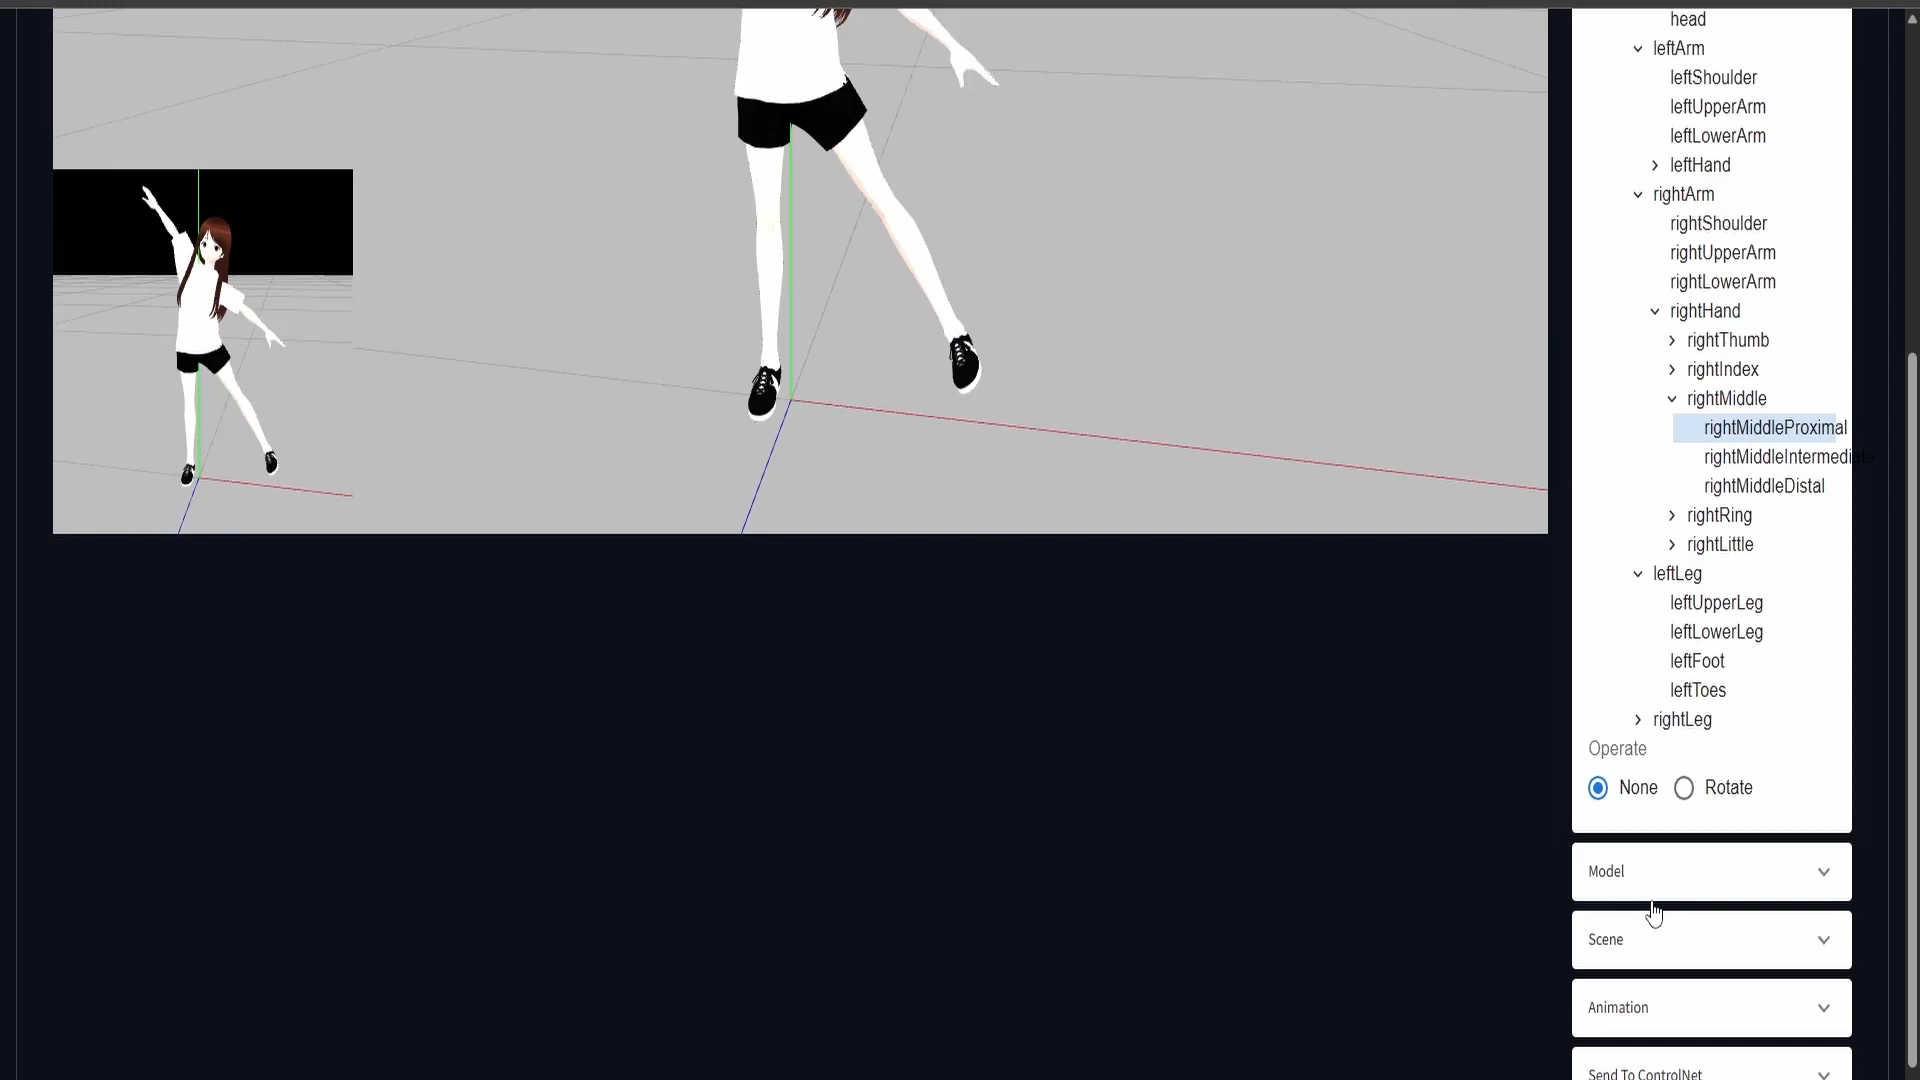 head
leftArm
leftShoulder
leftUpperArm
leftLowerArm
leftHand
rightArm
rightShoulder
rightUpperArm
rightLowerArm
rightHand
rightThumb
rightIndex
rightMiddle
rightMiddleProximal
rightMiddleIntermediate
rightMiddleDistal
rightRing
rightLittle
leftLeg
leftUpperLeg
leftLowerLeg
leftFoot
leftToes
rightLeg
Operate
None Rotate
Model
Scene
Animation
Send To ControlNet